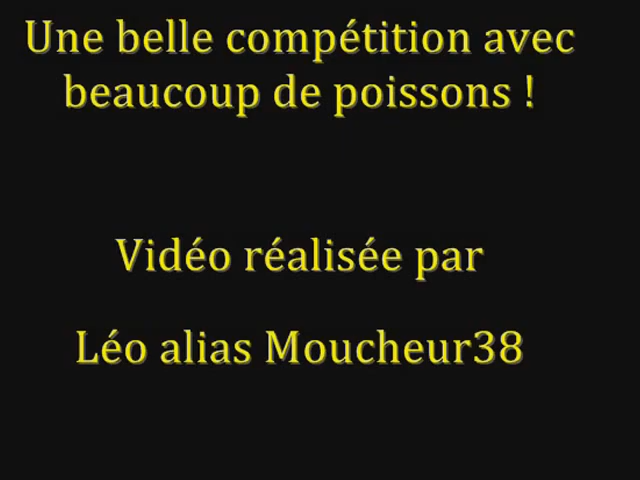 Une belle compétition avec
beaucoup de poissons !
Vidéo réalisée par
Léo alias Moucheur38